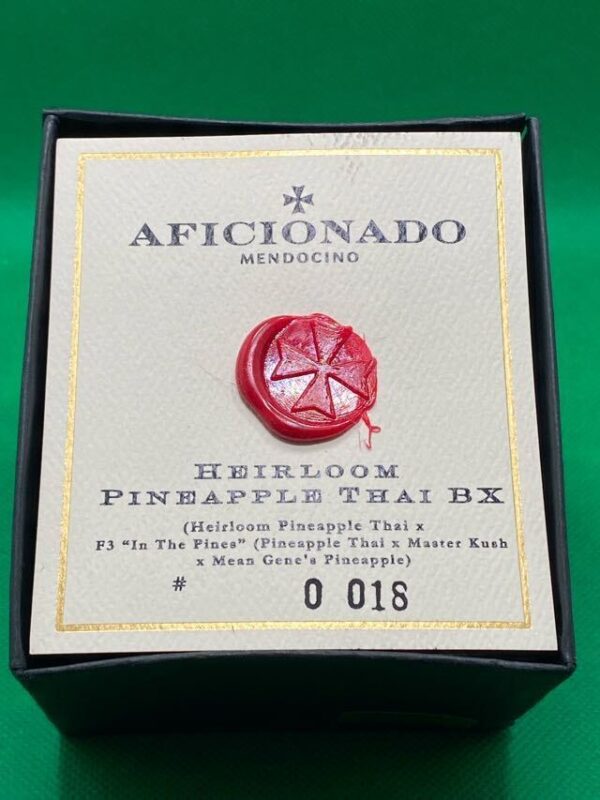 AFICIONADO
MENDOCINO
HEIRLOOM
PINEAPPLE THAI BX
(Heirloom Pineapple Thai x
F3 "In The Pines" (Pineapple Thai x Master Kush
x Mean Gene's Pineapple)
# 0 018